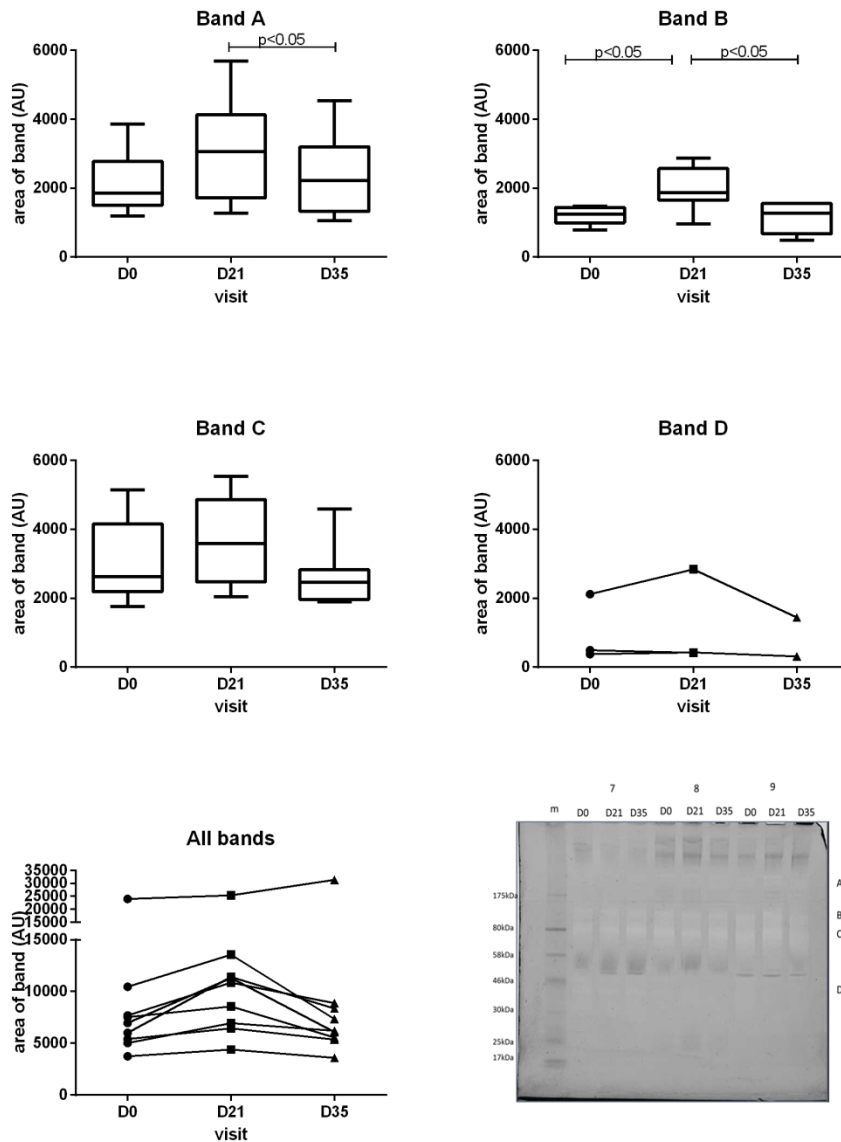 Band A
p<0.05
6000
4000
2000
0
area of band (AU)
D0 D21 D35
visit
Band B
p<0.05 p<0.05
6000
4000
2000
0
area of band (AU)
D0 D21 D35
visit
Band C
6000
4000
2000
0
area of band (AU)
D0 D21 D35
visit
Band D
6000
4000
2000
0
area of band (AU)
D0 D21 D35
visit
All bands
35000
30000
25000
20000
15000
15000
10000
5000
0
area of band (AU)
D0 D21 D35
visit
7 8 9
m D0 D21 D35 D0 D21 D35 D0 D21 D35
175kDa
80kDa
58kDa
46kDa
30kDa
25kDa
17kDa
A
B
C
D